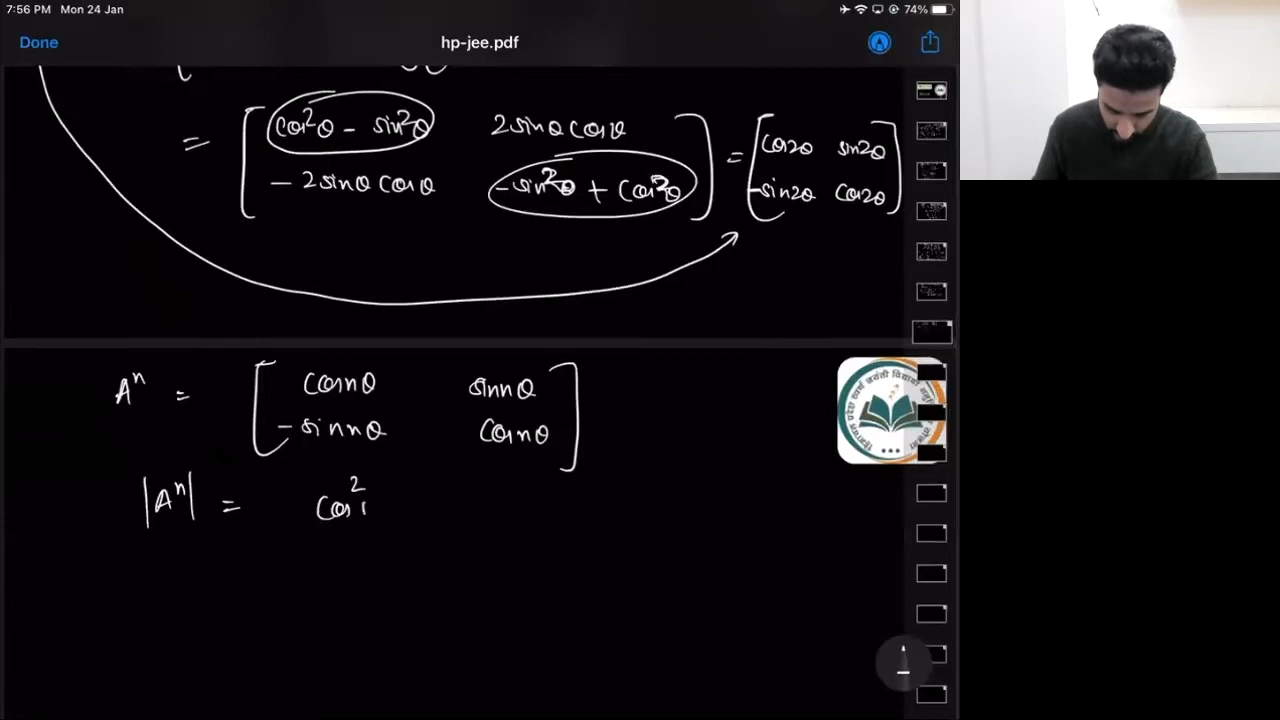 7:56 PM Mon 24 Jan 74%
Done hp-jee.pdf
= [ cos²θ − sin²θ 2sinθcosθ ] = [ cos2θ sin2θ ]
[ − 2sinθcosθ −sin²θ + cos²θ ] [ −sin2θ cos2θ ]
Aⁿ = [ cosnθ sinnθ ]
[ − sinnθ cosnθ ]
|Aⁿ| = cos²